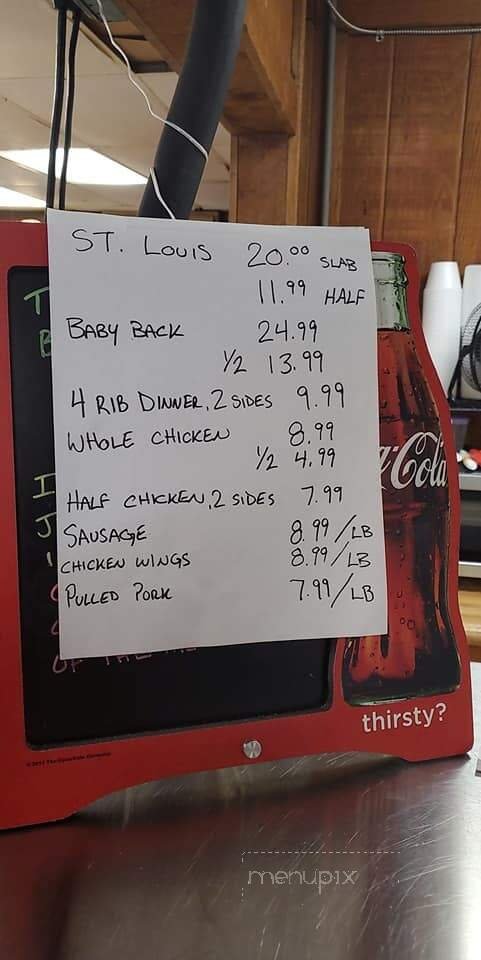 ST. LOUIS 20.00 SLAB
11.99 HALF
BABY BACK 24.99
1/2 13.99
4 RIB DINNER, 2 SIDES 9.99
WHOLE CHICKEN 8.99
1/2 4.99
HALF CHICKEN, 2 SIDES 7.99
SAUSAGE 8.99/LB
CHICKEN WINGS 8.99/LB
PULLED PORK 7.99/LB
OF
Cola
thirsty?
menupix